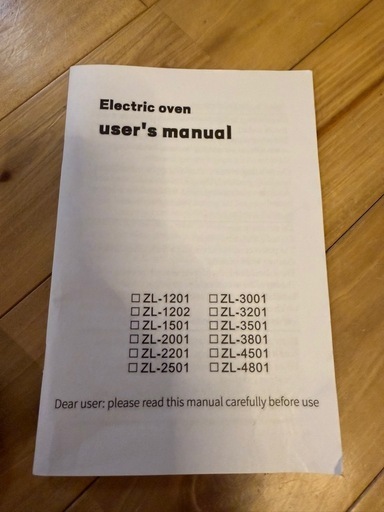 Electric oven
user's manual
☐ ZL-1201 ☐ ZL-3001
☐ ZL-1202 ☐ ZL-3201
☐ ZL-1501 ☐ ZL-3501
☐ ZL-2001 ☐ ZL-3801
☐ ZL-2201 ☐ ZL-4501
☐ ZL-2501 ☐ ZL-4801
Dear user: please read this manual carefully before use